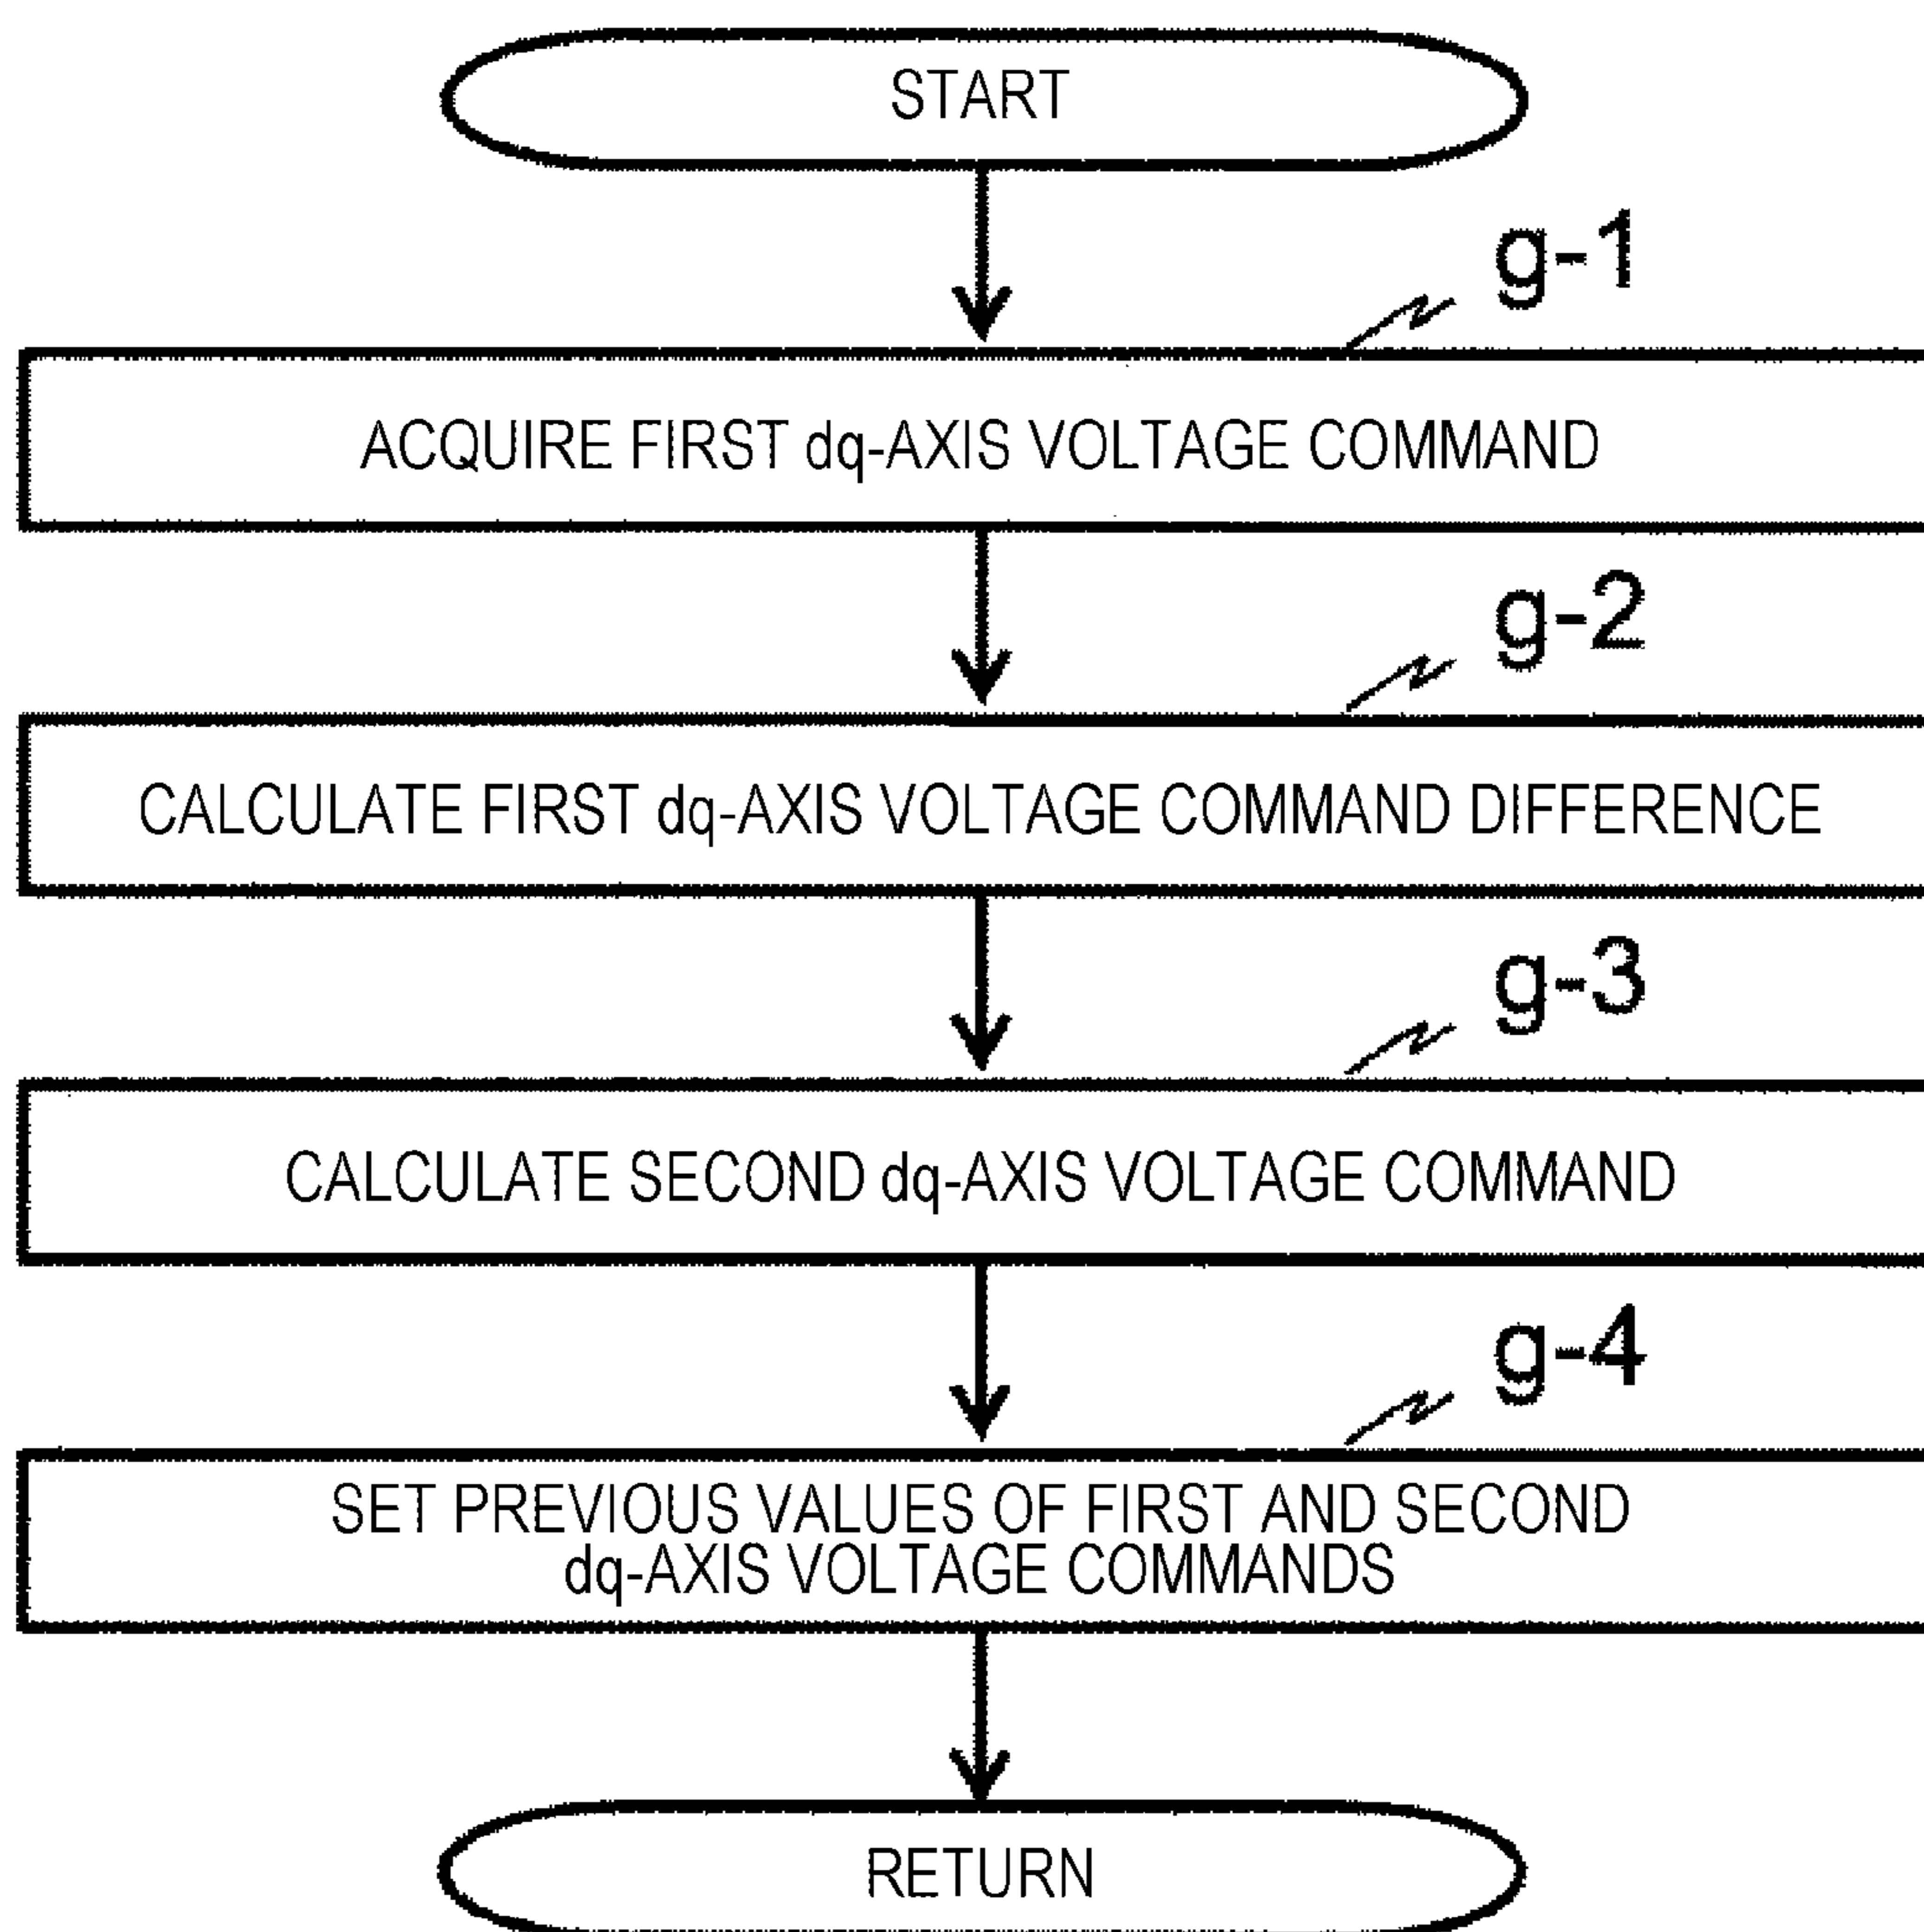 START
g-1
ACQUIRE FIRST dq-AXIS VOLTAGE COMMAND
g-2
CALCULATE FIRST dq-AXIS VOLTAGE COMMAND DIFFERENCE
g-3
CALCULATE SECOND dq-AXIS VOLTAGE COMMAND
g-4
SET PREVIOUS VALUES OF FIRST AND SECOND
dq-AXIS VOLTAGE COMMANDS
RETURN